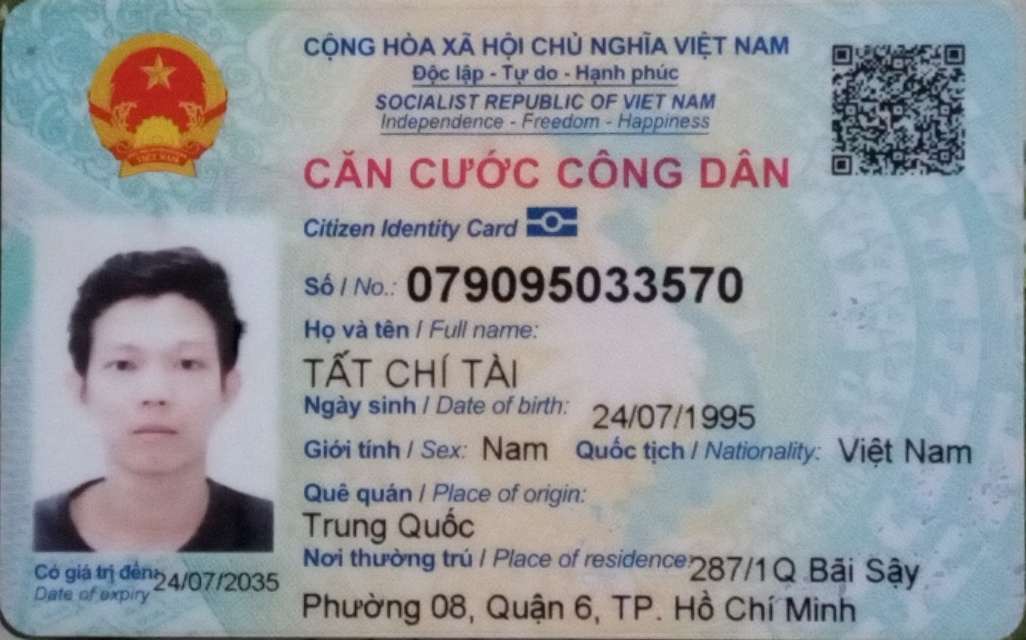 CỘNG HÒA XÃ HỘI CHỦ NGHĨA VIỆT NAM
Độc lập - Tự do - Hạnh phúc
SOCIALIST REPUBLIC OF VIET NAM
Independence - Freedom - Happiness
CĂN CƯỚC CÔNG DÂN
Citizen Identity Card
Số / No.: 079095033570
Họ và tên / Full name:
TẤT CHÍ TÀI
Ngày sinh / Date of birth: 24/07/1995
Giới tính / Sex: Nam Quốc tịch / Nationality: Việt Nam
Quê quán / Place of origin:
Trung Quốc
Nơi thường trú / Place of residence: 287/1Q Bãi Sậy
Phường 08, Quận 6, TP. Hồ Chí Minh
Có giá trị đến: 24/07/2035
Date of expiry
VIỆT NAM